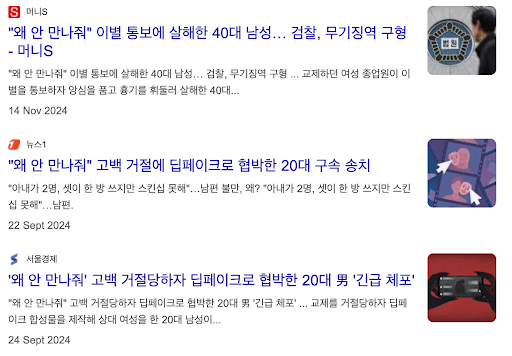 머니S
"왜 안 만나줘" 이별 통보에 살해한 40대 남성… 검찰, 무기징역 구형
- 머니S
"왜 안 만나줘" 이별 통보에 살해한 40대 남성… 검찰, 무기징역 구형 ... 교제하던 여성 종업원이 이
별을 통보하자 앙심을 품고 흉기를 휘둘러 살해한 40대...
14 Nov 2024
법원
뉴스1
"왜 안 만나줘" 고백 거절에 딥페이크로 협박한 20대 구속 송치
"아내가 2명, 셋이 한 방 쓰지만 스킨십 못해"…남편 불만, 왜? "아내가 2명, 셋이 한 방 쓰지만 스킨
십 못해"…남편.
22 Sept 2024
서울경제
'왜 안 만나줘' 고백 거절당하자 딥페이크로 협박한 20대 男 '긴급 체포'
"왜 안 만나줘" 고백 거절당하자 딥페이크로 협박한 20대 男 '긴급 체포' ... 교제를 거절당하자 딥페
이크 합성물을 제작해 상대 여성을 한 20대 남성이...
24 Sept 2024